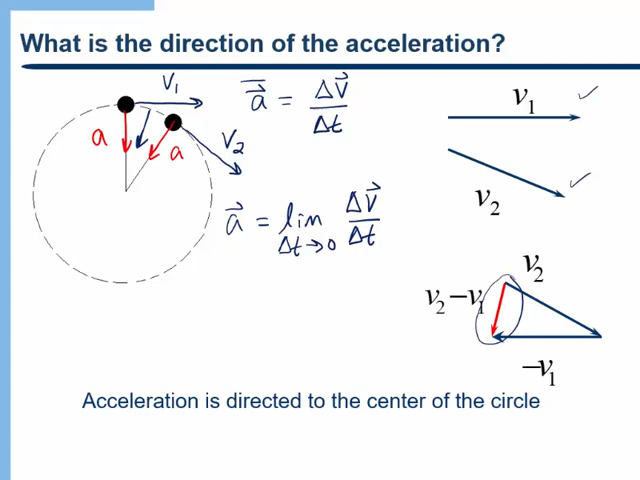 What is the direction of the acceleration?
V₁
a
a
V₂
a⃗ = ΔV⃗ / Δt
a⃗ = lim Δt→0 ΔV⃗ / Δt
v₁
v₂
v₂
v₂ − v₁
−v₁
Acceleration is directed to the center of the circle